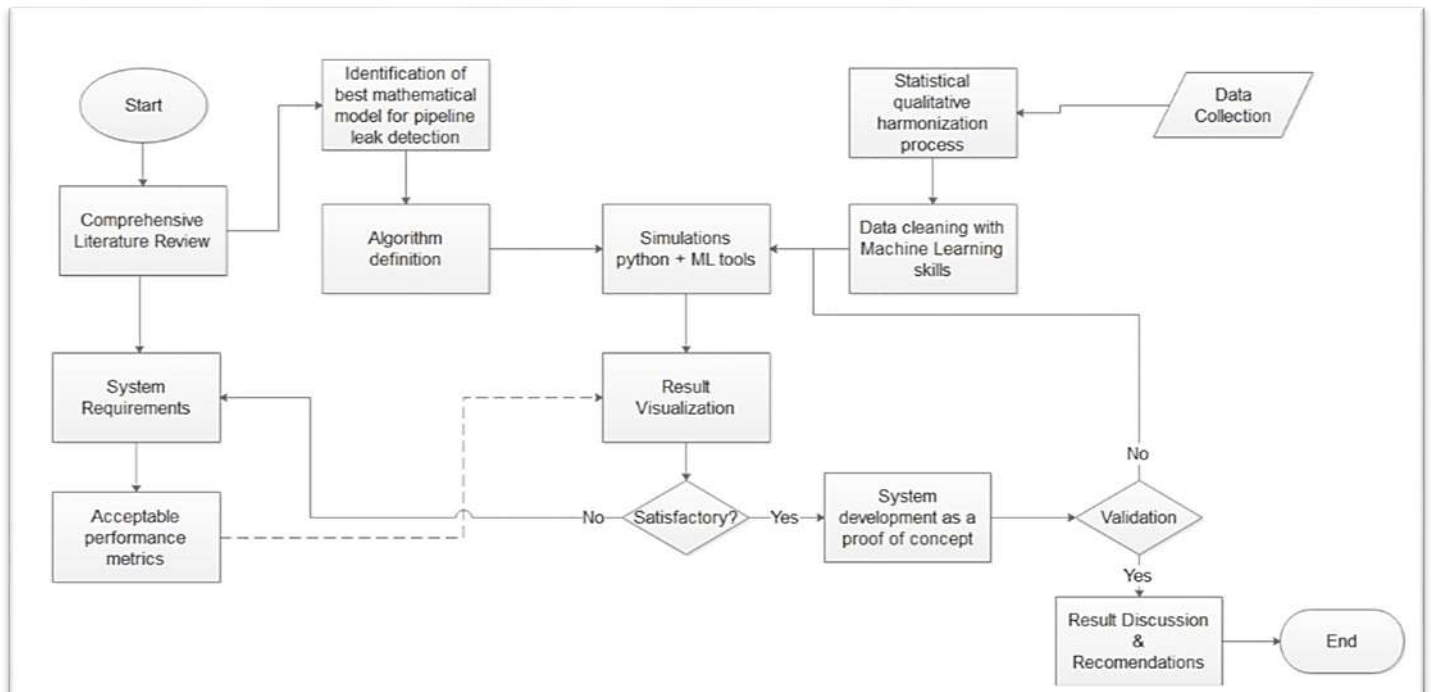 Start
Identification of
best mathematical
model for pipeline
leak detection
Statistical
qualitative
harmonization
process
Data
Collection
Comprehensive
Literature Review
Algorithm
definition
Simulations
python + ML tools
Data cleaning with
Machine Learning
skills
System
Requirements
Result
Visualization
No
Acceptable
performance
metrics
No
Satisfactory?
Yes
System
development as a
proof of concept
Validation
Yes
Result Discussion
&
Recomendations
End